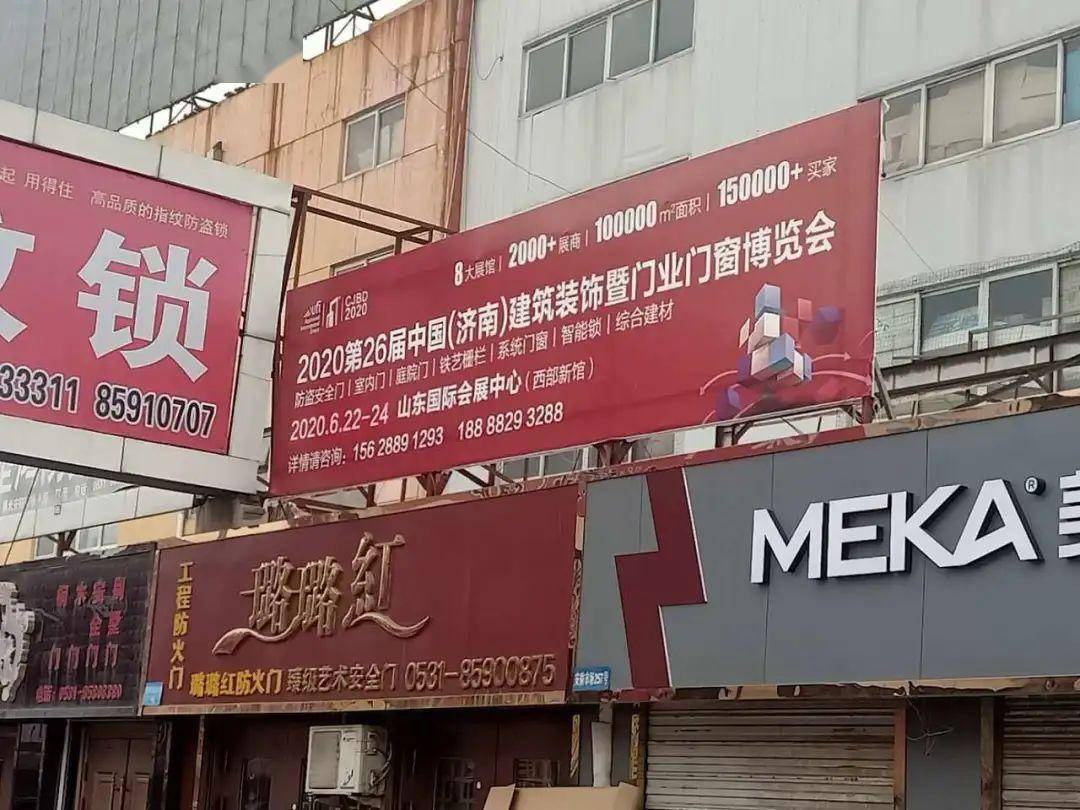 起 用得住 高品质的指纹防盗锁
锁
33311 85910707
8大展馆 | 2000+展商 | 100000m²面积 | 150000+买家
ufi
CJBD
2020
2020第26届中国(济南)建筑装饰暨门业门窗博览会
防盗安全门 | 室内门 | 庭院门 | 铁艺栅栏 | 系统门窗 | 智能锁 | 综合建材
2020.6.22-24 山东国际会展中心(西部新馆)
详情请咨询: 156 2889 1293 188 8829 3288
工程防火门
璐璐红
璐璐红防火门 臻级艺术安全门 0531-85900875
MEKA®
门门门门